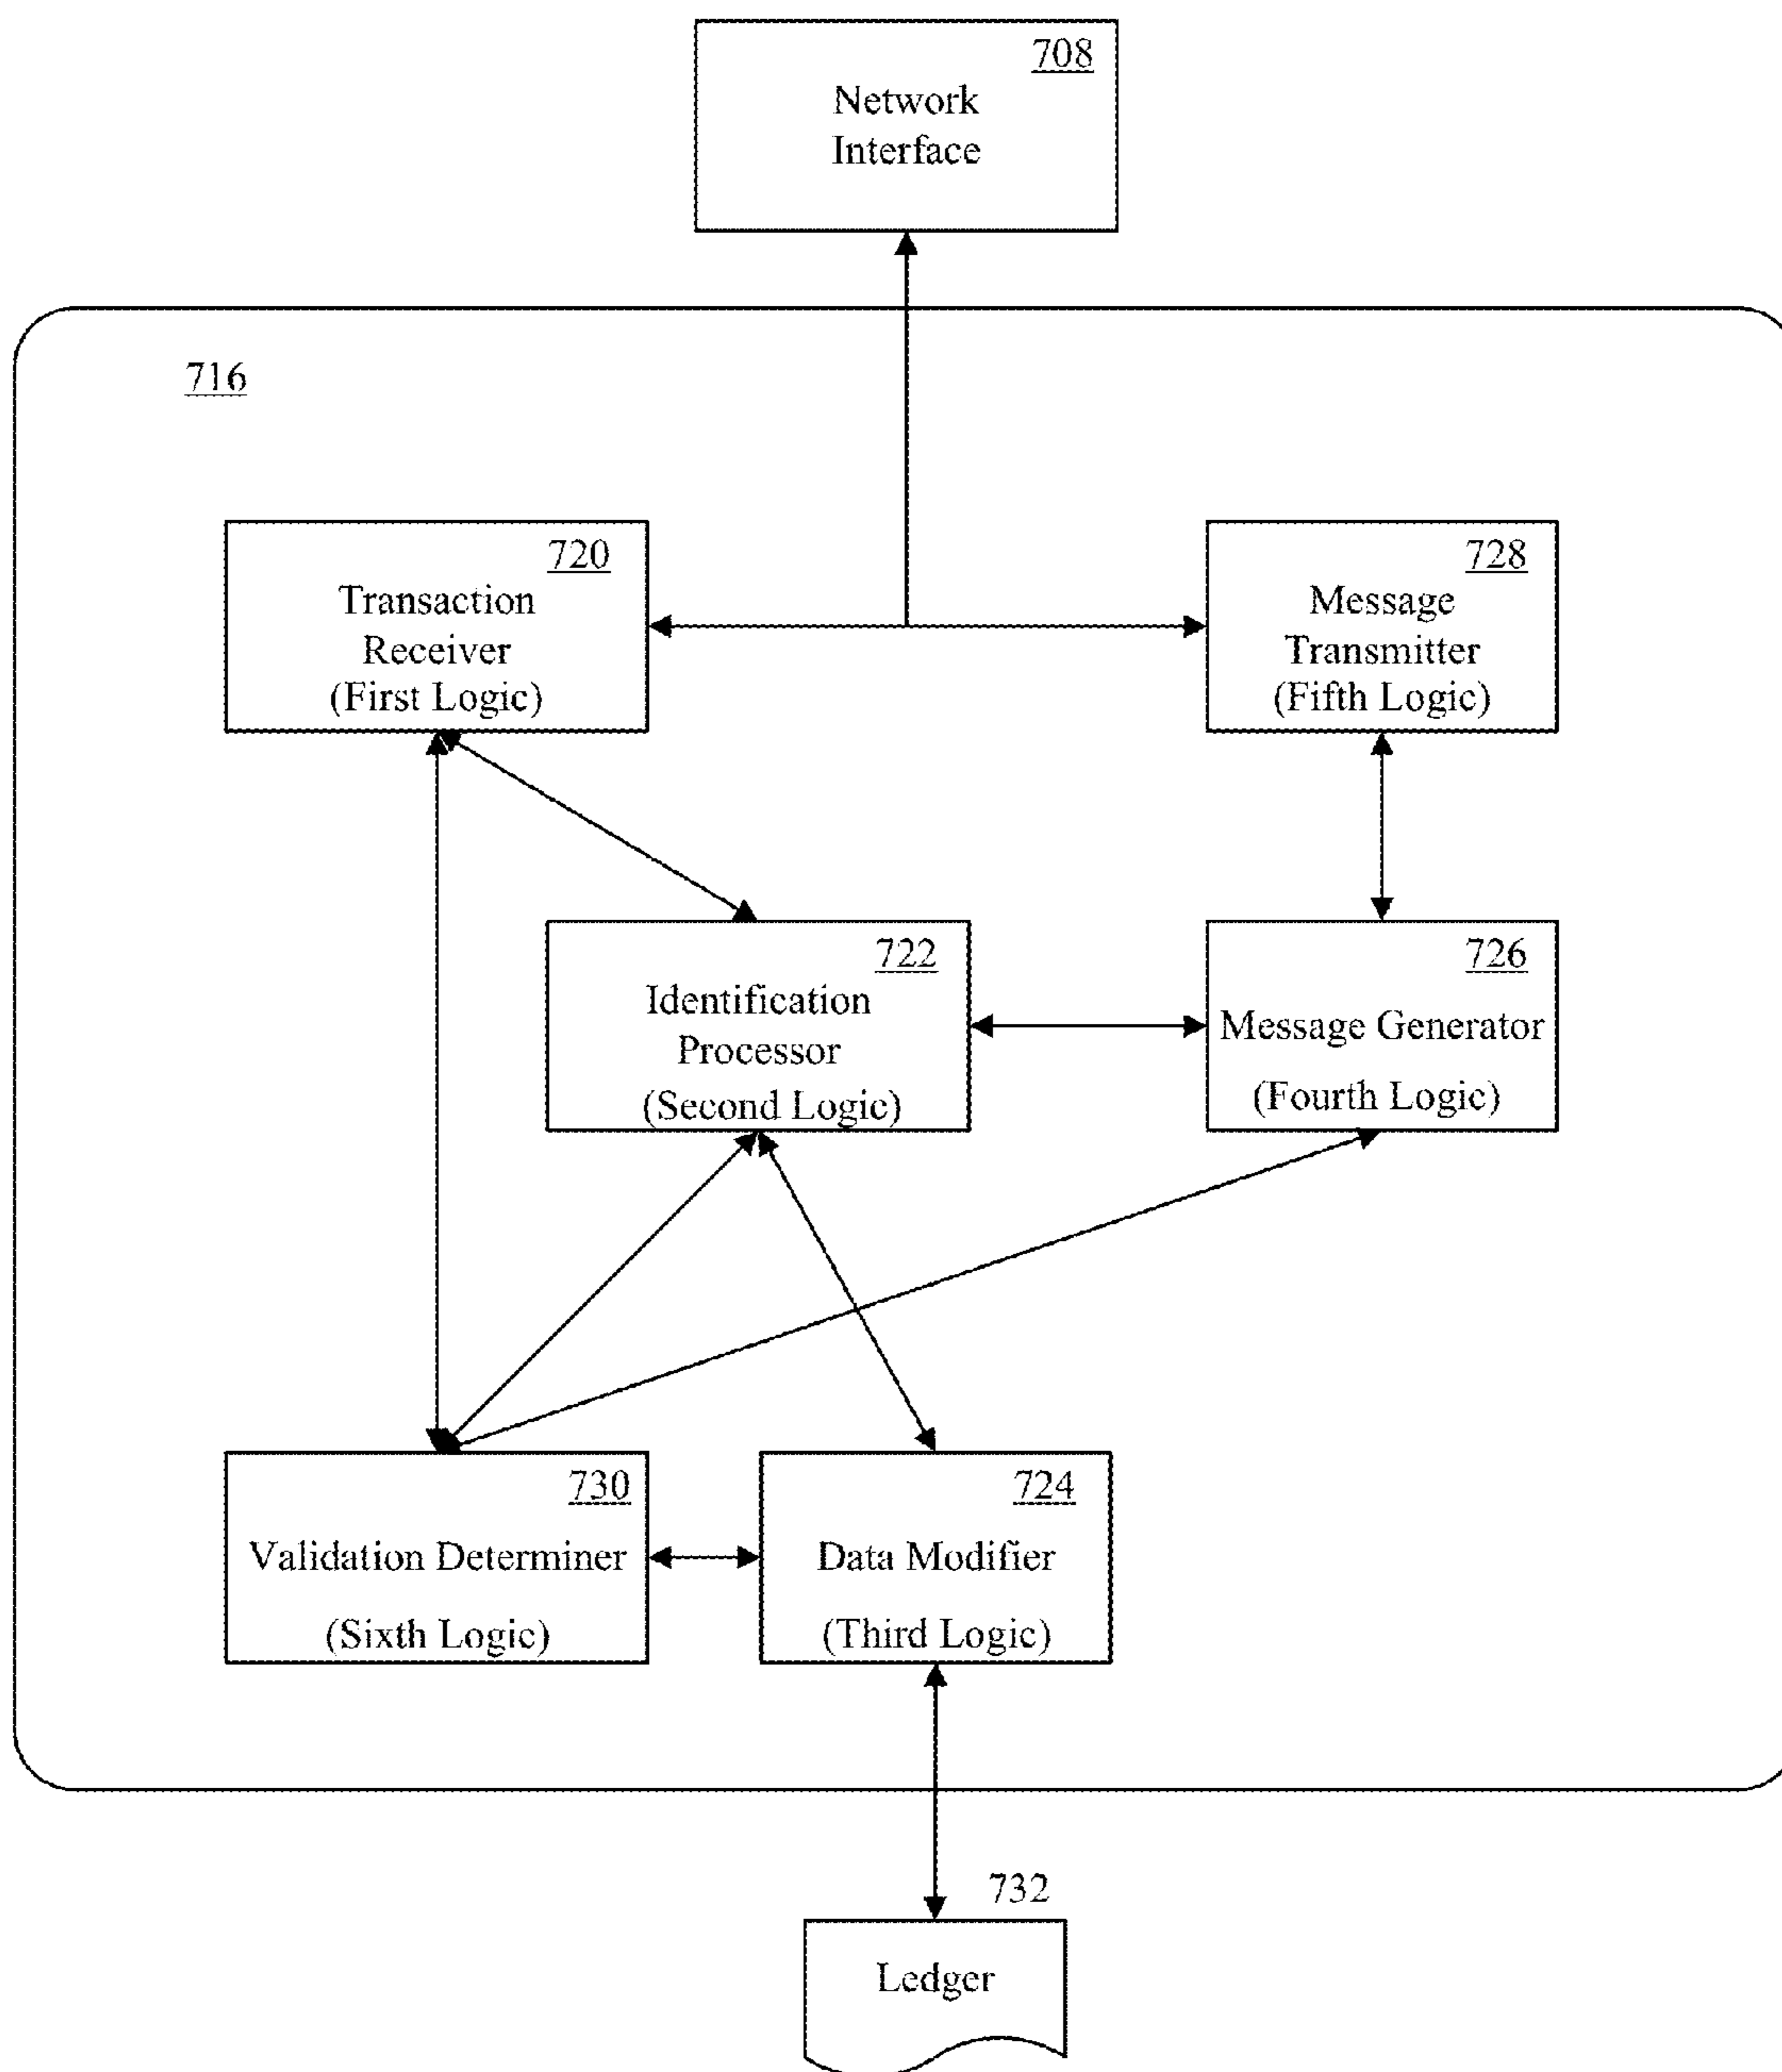 708
Network
Interface
716
720
Transaction
Receiver
(First Logic)
728
Message
Transmitter
(Fifth Logic)
722
Identification
Processor
(Second Logic)
726
Message Generator
(Fourth Logic)
730
Validation Determiner
(Sixth Logic)
724
Data Modifier
(Third Logic)
732
Ledger